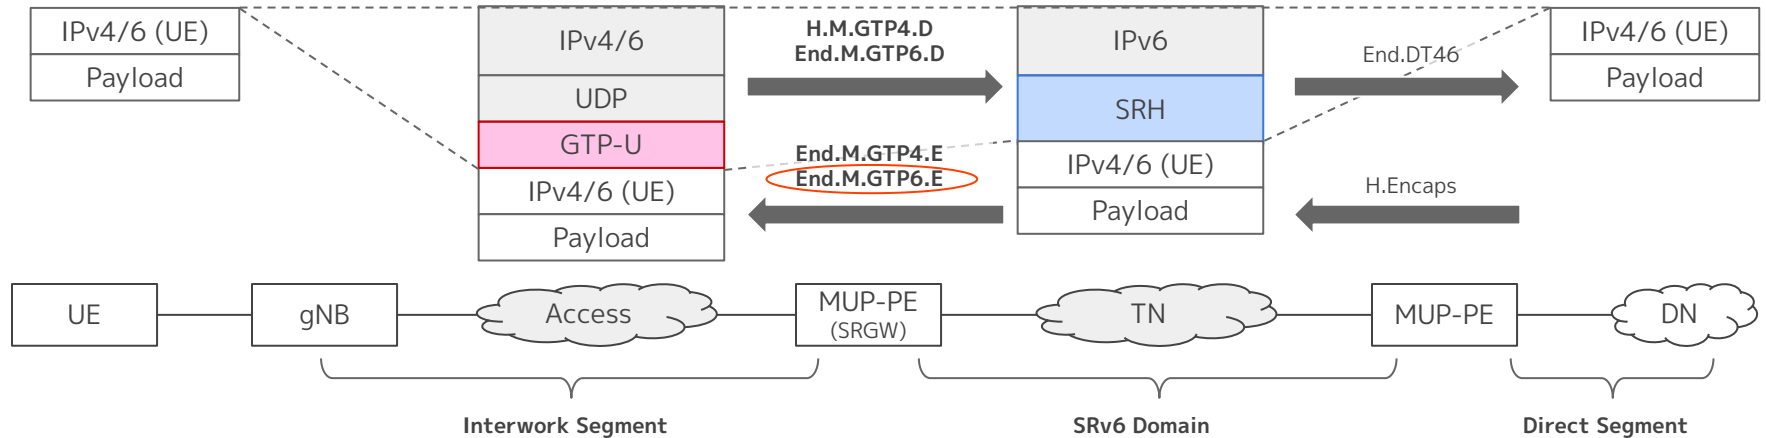 IPv4/6 (UE)
Payload
IPv4/6
UDP
GTP-U
IPv4/6 (UE)
Payload
H.M.GTP4.D
End.M.GTP6.D
End.M.GTP4.E
End.M.GTP6.E
IPv6
SRH
IPv4/6 (UE)
Payload
End.DT46
H.Encaps
IPv4/6 (UE)
Payload
UE
gNB
Access
MUP-PE
(SRGW)
TN
MUP-PE
DN
Interwork Segment
SRv6 Domain
Direct Segment